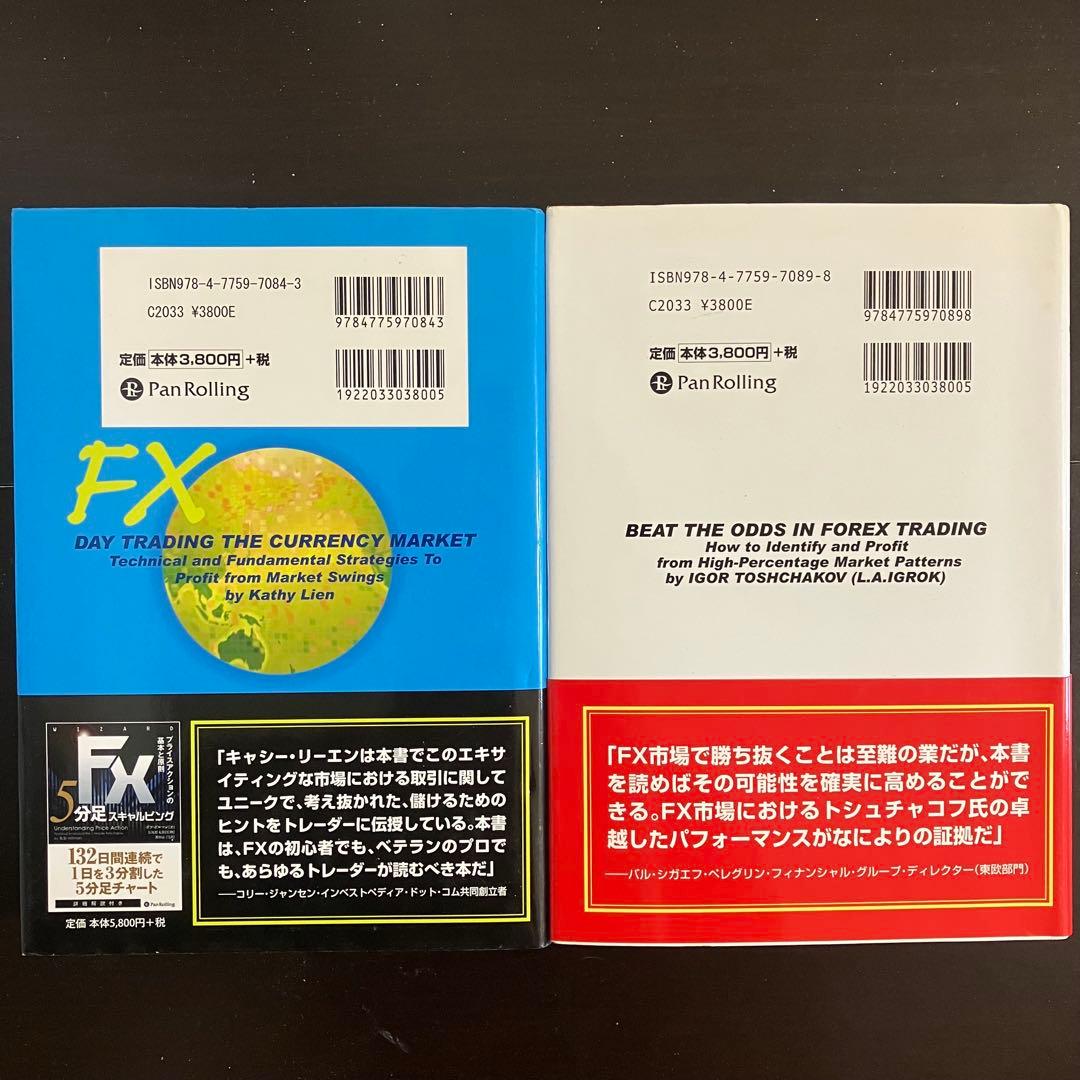 ISBN978-4-7759-7084-3
C2033 ¥3800E
9784775970843
定価 本体3,800円 +税
PanRolling
1922033038005
FX
DAY TRADING THE CURRENCY MARKET
Technical and Fundamental Strategies To
Profit from Market Swings
by Kathy Lien
WIZARD
プライスアクションの
基本と原則
FX
5分足スキャルピング
Understanding Price Action
132日間連続で
1日を3分割した
5分足チャート
詳細解説付き
PanRolling
定価 本体5,800円+税
「キャシー・リーエンは本書でこのエキサ
イティングな市場における取引に関して
ユニークで、考え抜かれた、儲けるための
ヒントをトレーダーに伝授している。本書
は、FXの初心者でも、ベテランのプロで
も、あらゆるトレーダーが読むべき本だ」
──コリー・ジャンセン・インベストペディア・ドット・コム共同創立者
ISBN978-4-7759-7089-8
C2033 ¥3800E
9784775970898
定価 本体3,800円 +税
PanRolling
1922033038005
BEAT THE ODDS IN FOREX TRADING
How to Identify and Profit
from High-Percentage Market Patterns
by IGOR TOSHCHAKOV (L.A.IGROK)
「FX市場で勝ち抜くことは至難の業だが、本書
を読めばその可能性を確実に高めることがで
きる。FX市場におけるトシュチャコフ氏の卓
越したパフォーマンスがなによりの証拠だ」
──バル・シガエフ・ペレグリン・フィナンシャル・グループ・ディレクター（東欧部門）